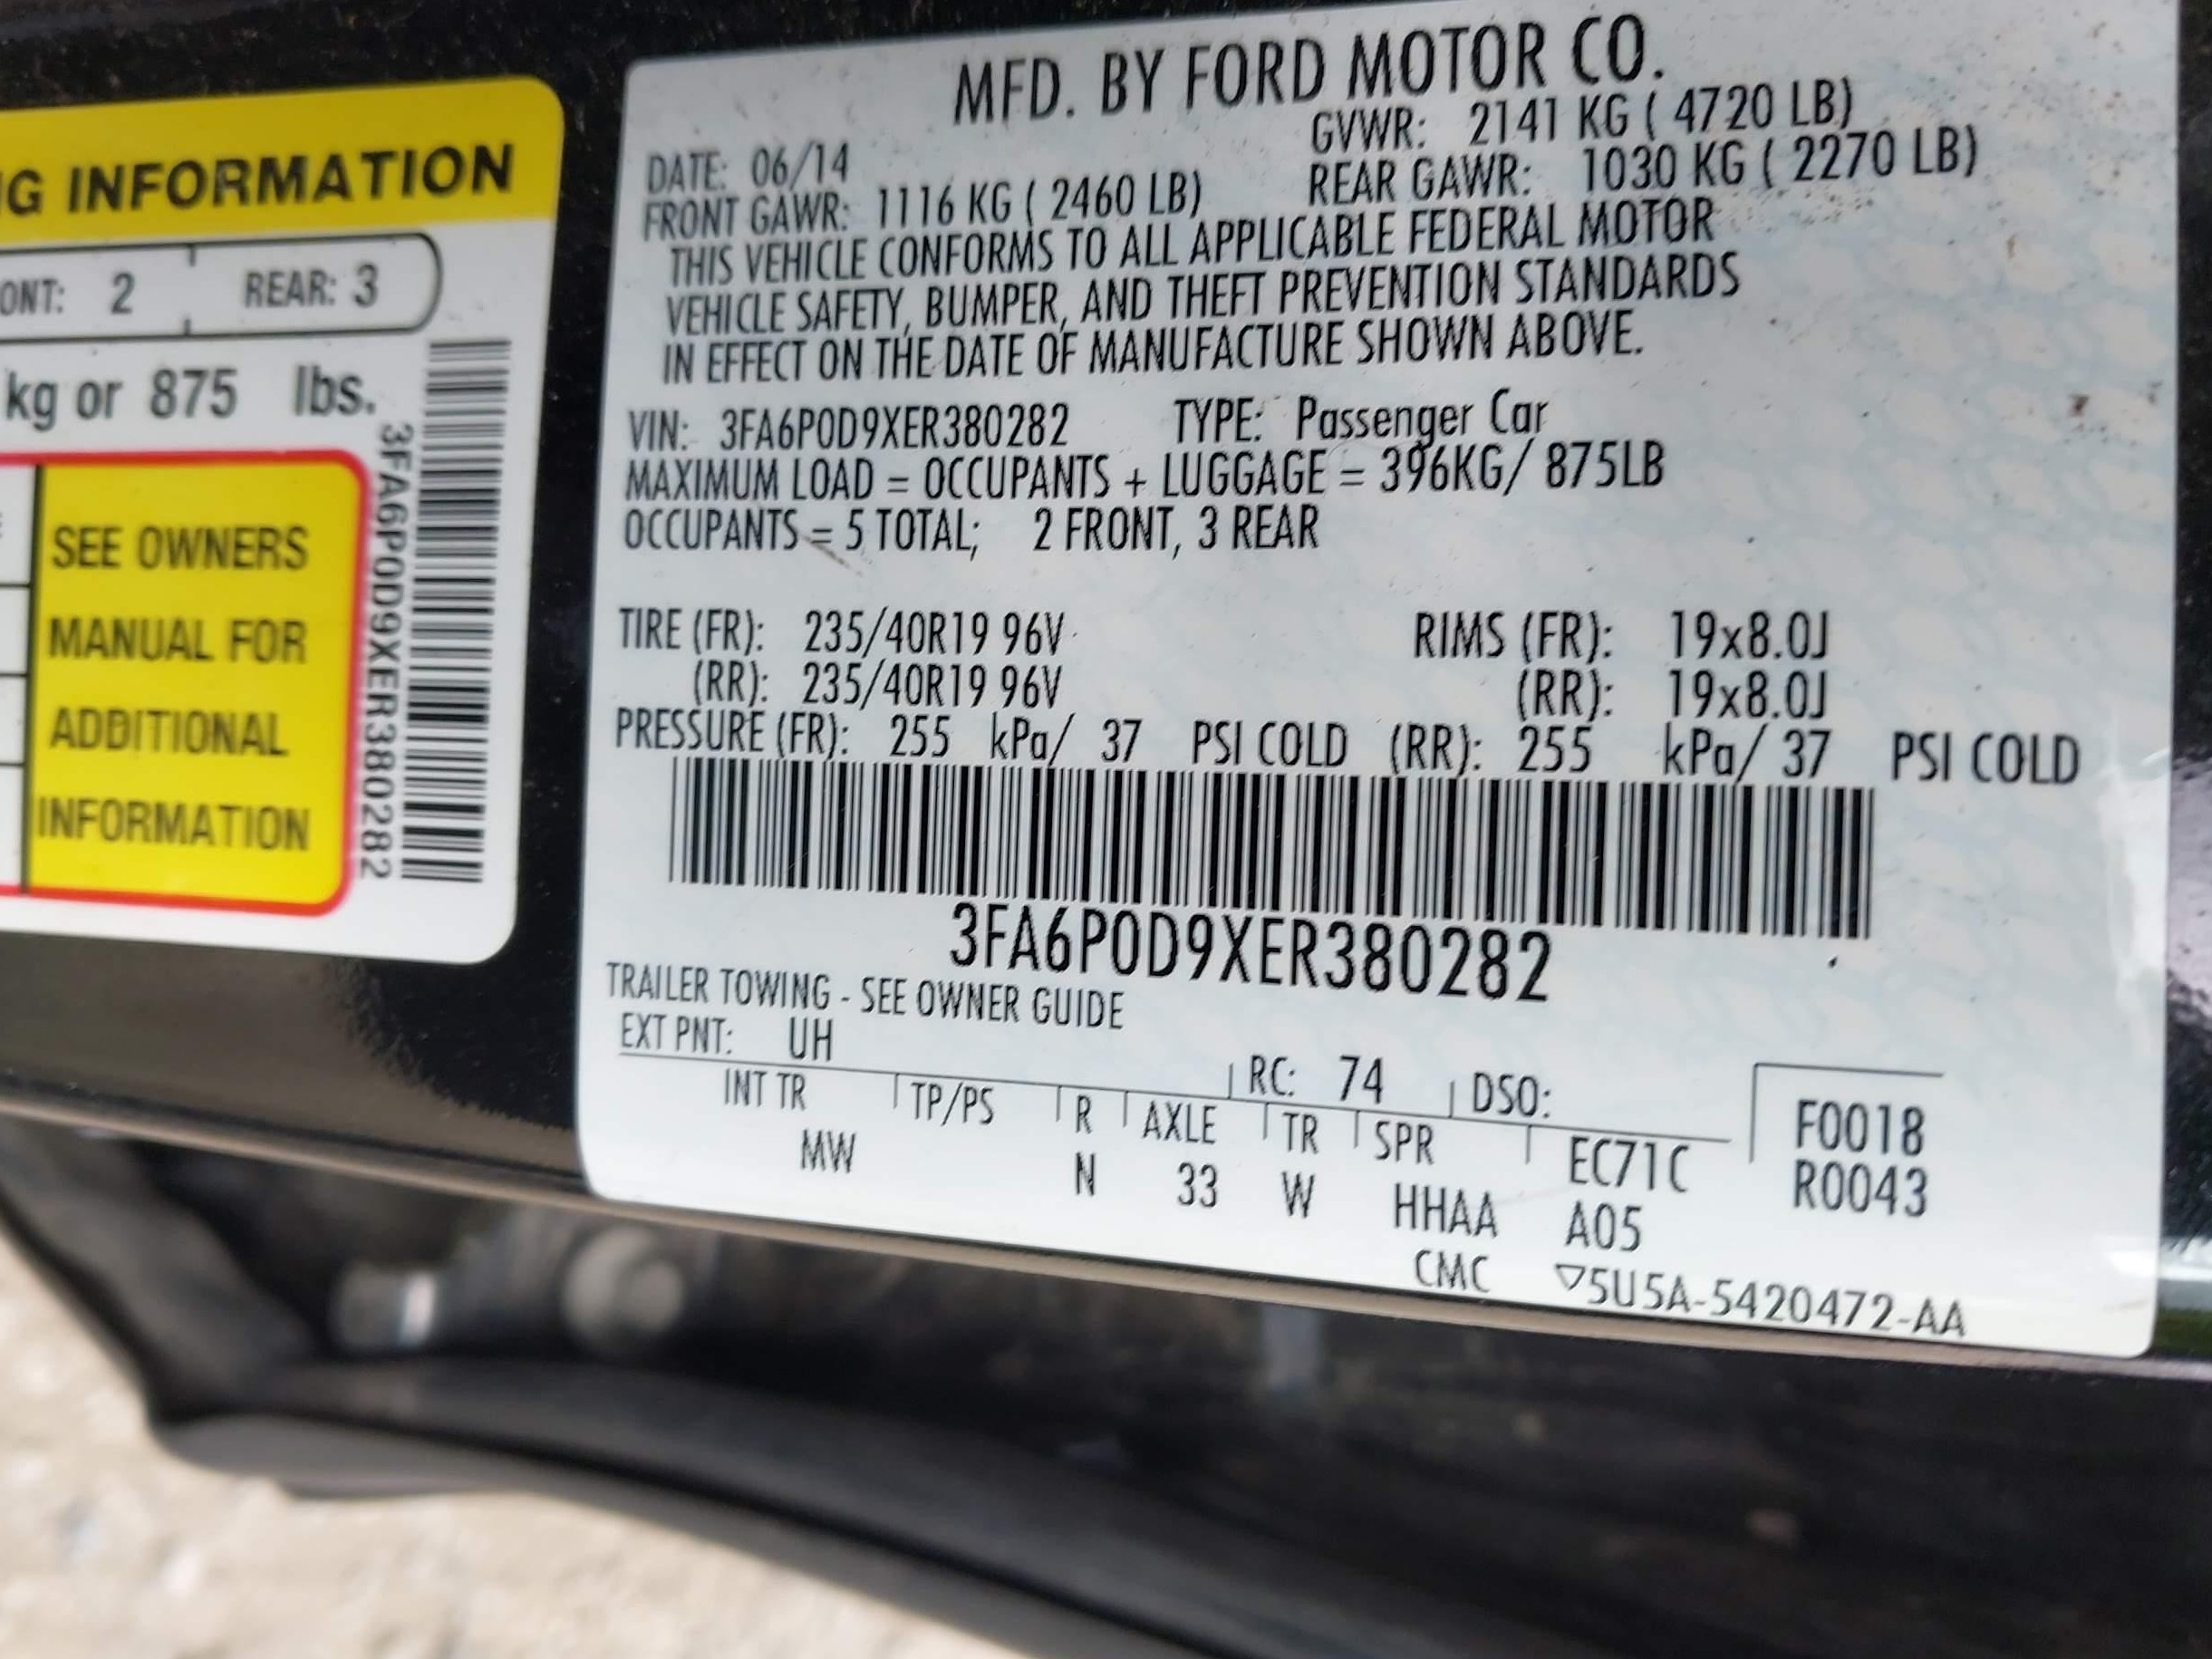 G INFORMATION
ONT: 2 REAR: 3
kg or 875 lbs.
SEE OWNERS
MANUAL FOR
ADDITIONAL
INFORMATION
3FA6P0D9XER380282
MFD. BY FORD MOTOR CO.
DATE: 06/14 GVWR: 2141 KG ( 4720 LB)
FRONT GAWR: 1116 KG ( 2460 LB) REAR GAWR: 1030 KG ( 2270 LB)
THIS VEHICLE CONFORMS TO ALL APPLICABLE FEDERAL MOTOR
VEHICLE SAFETY, BUMPER, AND THEFT PREVENTION STANDARDS
IN EFFECT ON THE DATE OF MANUFACTURE SHOWN ABOVE.
VIN: 3FA6P0D9XER380282 TYPE: Passenger Car
MAXIMUM LOAD = OCCUPANTS + LUGGAGE = 396KG/ 875LB
OCCUPANTS = 5 TOTAL; 2 FRONT, 3 REAR
TIRE (FR): 235/40R19 96V RIMS (FR): 19x8.0J
(RR): 235/40R19 96V (RR): 19x8.0J
PRESSURE (FR): 255 kPa/ 37 PSI COLD (RR): 255 kPa/ 37 PSI COLD
3FA6P0D9XER380282
TRAILER TOWING - SEE OWNER GUIDE
EXT PNT: UH RC: 74 DSO: F0018
INT TR TP/PS R AXLE TR SPR EC71C R0043
MW N 33 W HHAA A05
CMC ▽5U5A-5420472-AA